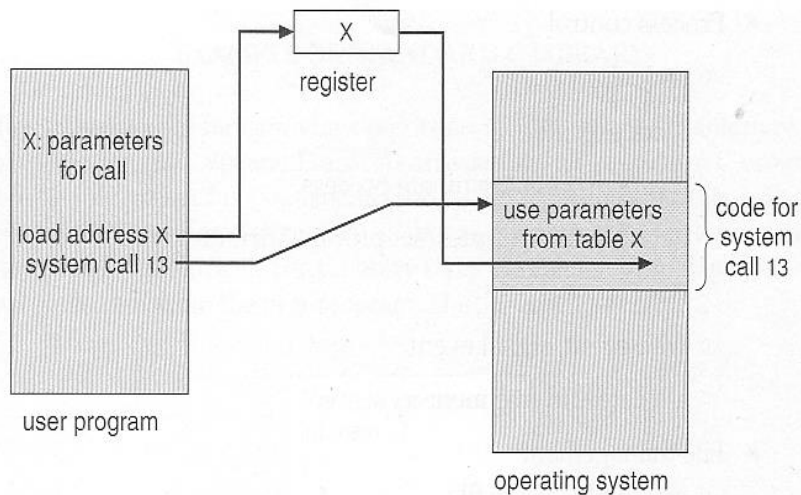 X
register
X: parameters
for call
load address X
system call 13
use parameters
from table X
code for
system
call 13
user program
operating system